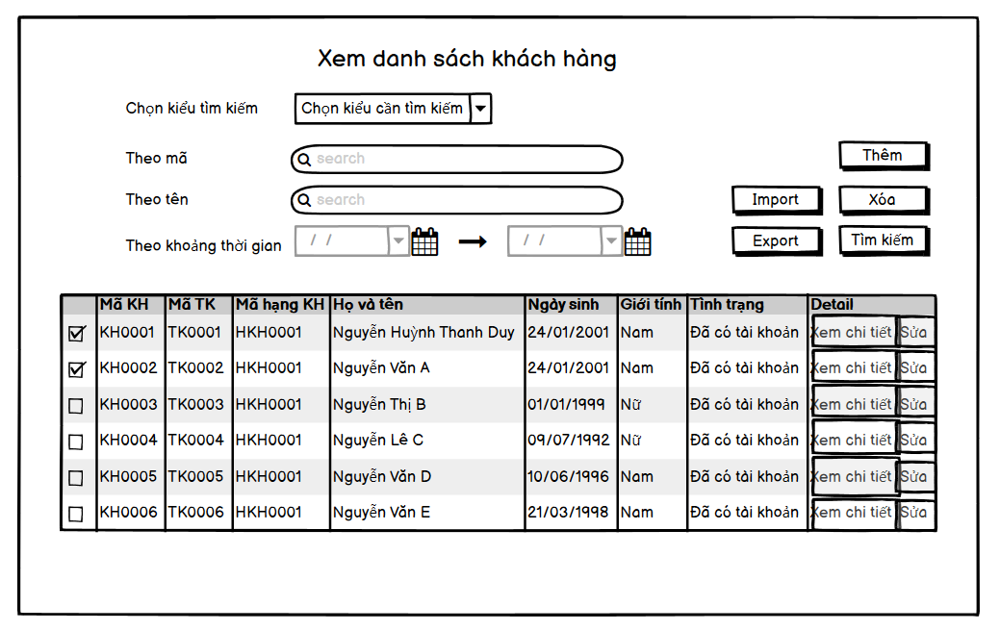 Xem danh sách khách hàng
Chọn kiểu tìm kiếm Chọn kiểu cần tìm kiếm
Theo mã search Thêm
Theo tên search Import Xóa
Theo khoảng thời gian / / / / Export Tìm kiếm
Mã KH Mã TK Mã hạng KH Họ và tên Ngày sinh Giới tính Tình trạng Detail
KH0001 TK0001 HKH0001 Nguyễn Huỳnh Thanh Duy 24/01/2001 Nam Đã có tài khoản Xem chi tiết Sửa
KH0002 TK0002 HKH0001 Nguyễn Văn A 24/01/2001 Nam Đã có tài khoản Xem chi tiết Sửa
KH0003 TK0003 HKH0001 Nguyễn Thị B 01/01/1999 Nữ Đã có tài khoản Xem chi tiết Sửa
KH0004 TK0004 HKH0001 Nguyễn Lê C 09/07/1992 Nữ Đã có tài khoản Xem chi tiết Sửa
KH0005 TK0005 HKH0001 Nguyễn Văn D 10/06/1996 Nam Đã có tài khoản Xem chi tiết Sửa
KH0006 TK0006 HKH0001 Nguyễn Văn E 21/03/1998 Nam Đã có tài khoản Xem chi tiết Sửa